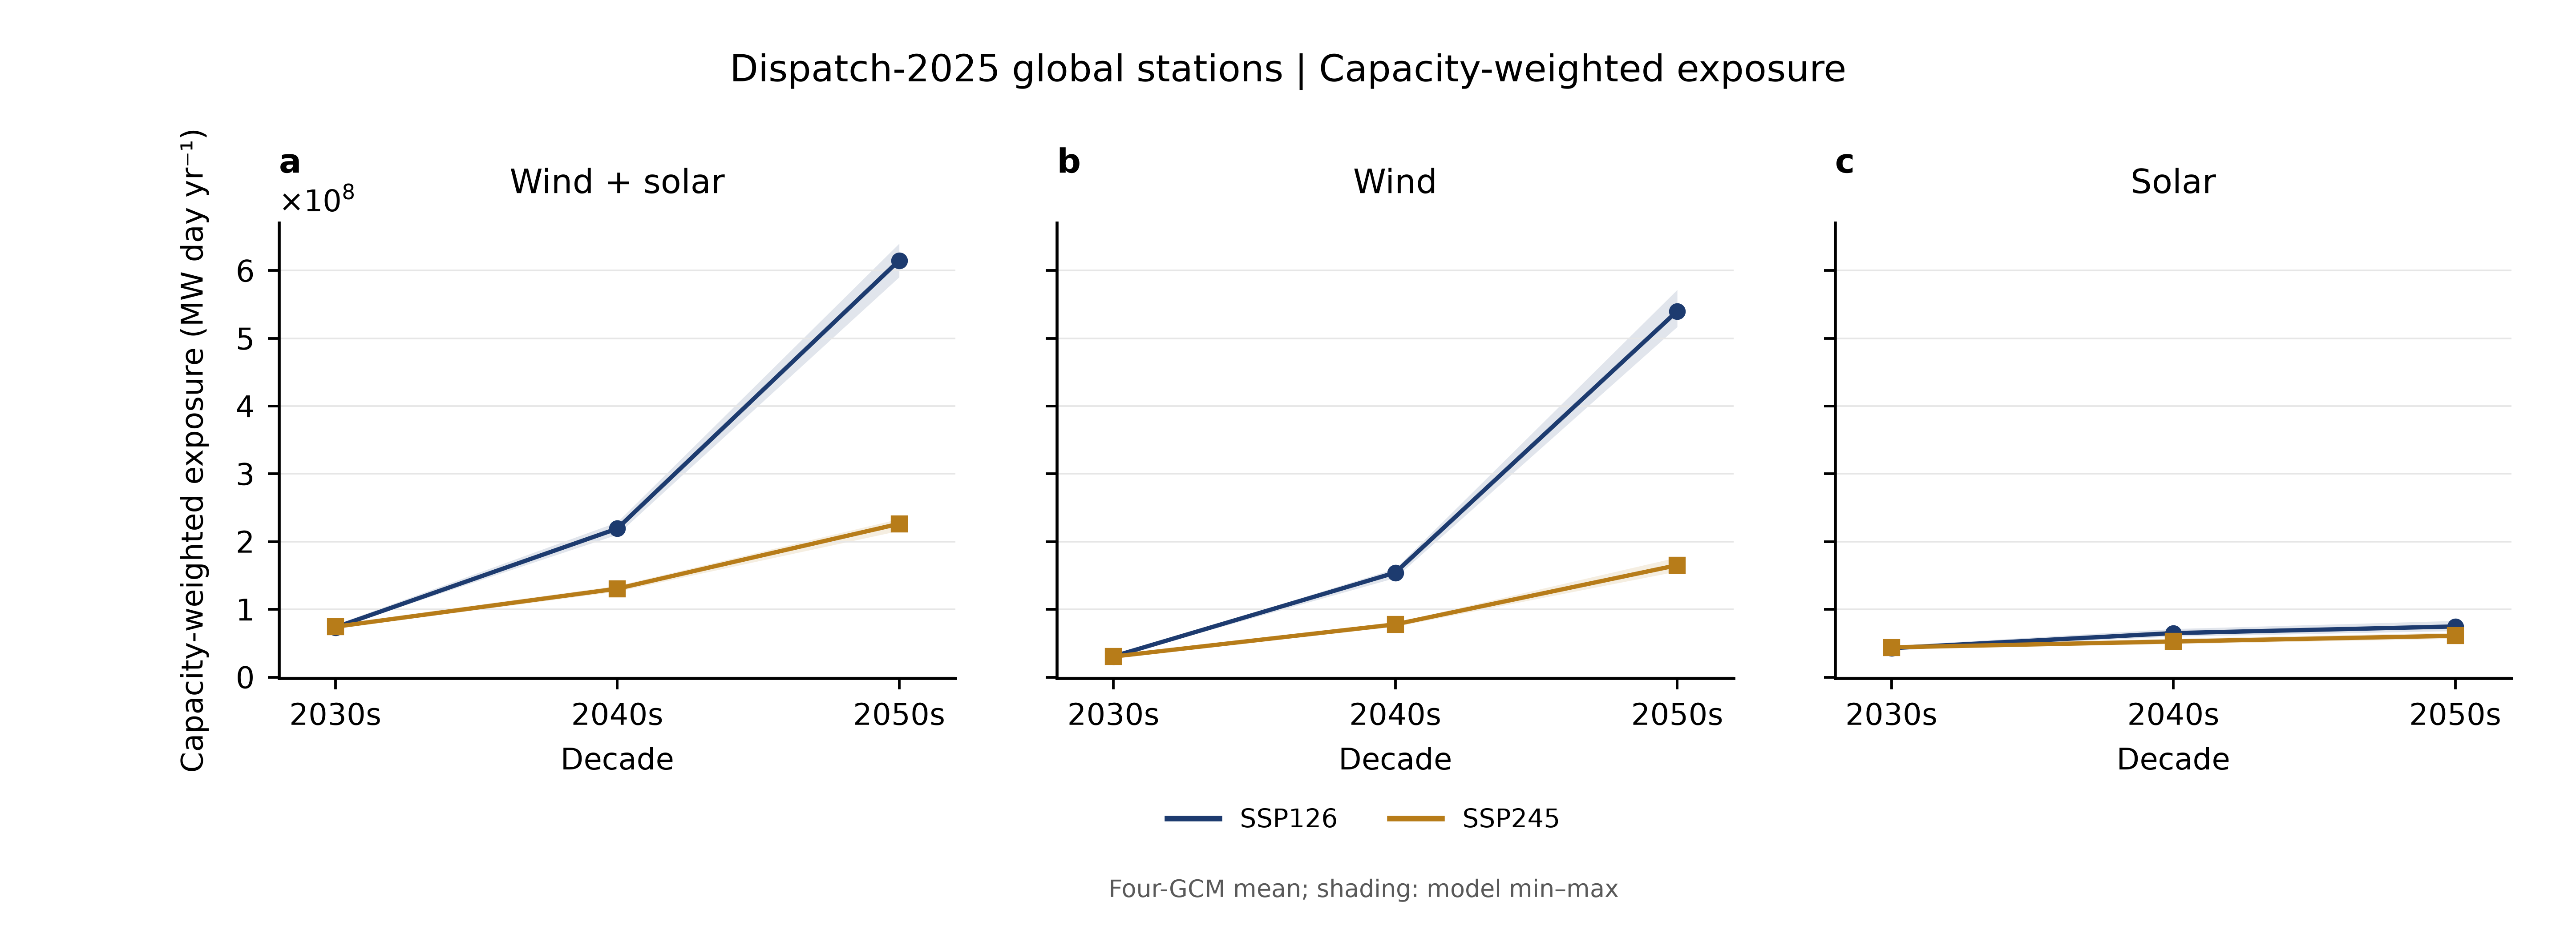 Dispatch-2025 global stations | Capacity-weighted exposure
Capacity-weighted exposure (MW day yr⁻¹)
a
Wind + solar
×10⁸
6
5
4
3
2
1
0
2030s 2040s 2050s
Decade
b
Wind
2030s 2040s 2050s
Decade
c
Solar
2030s 2040s 2050s
Decade
SSP126 SSP245
Four-GCM mean; shading: model min–max